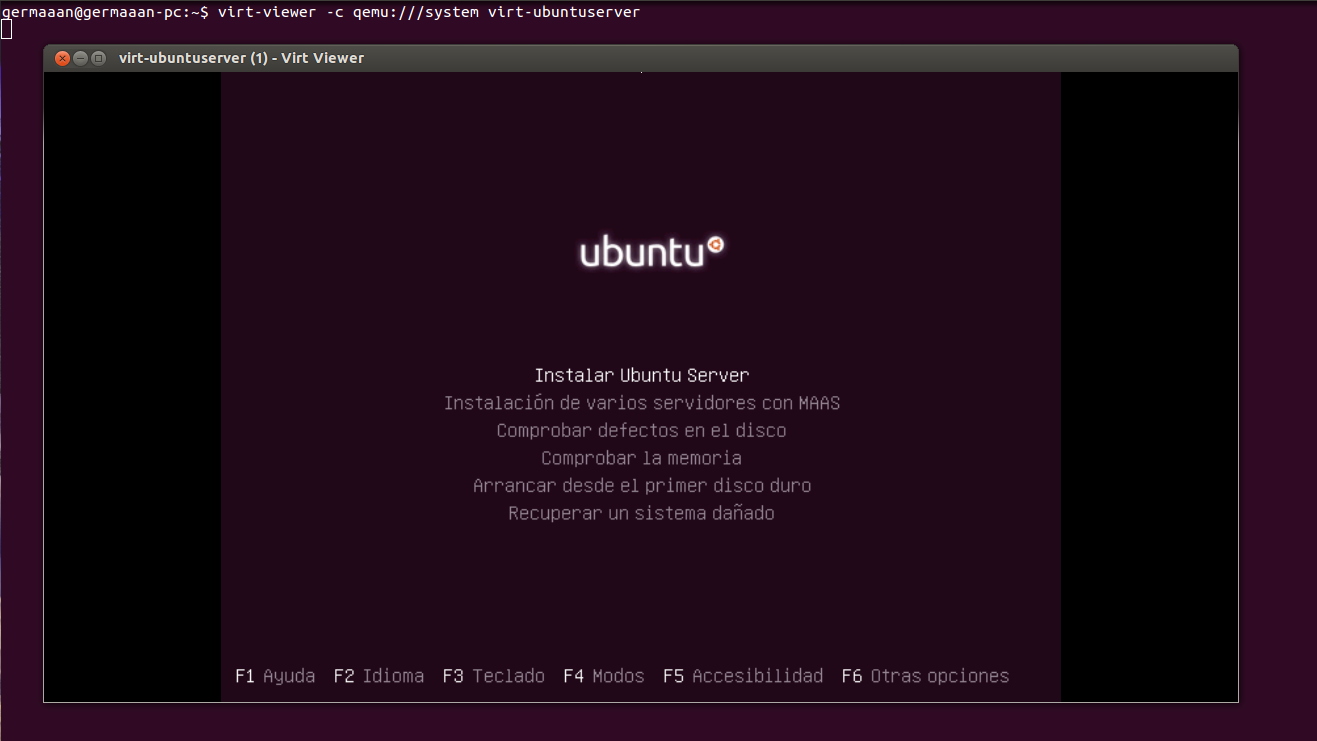 germaaan@germaaan-pc:~$ virt-viewer -c qemu:///system virt-ubuntuserver
virt-ubuntuserver (1) - Virt Viewer
ubuntu
Instalar Ubuntu Server
Instalación de varios servidores con MAAS
Comprobar defectos en el disco
Comprobar la memoria
Arrancar desde el primer disco duro
Recuperar un sistema dañado
F1 Ayuda F2 Idioma F3 Teclado F4 Modos F5 Accesibilidad F6 Otras opciones